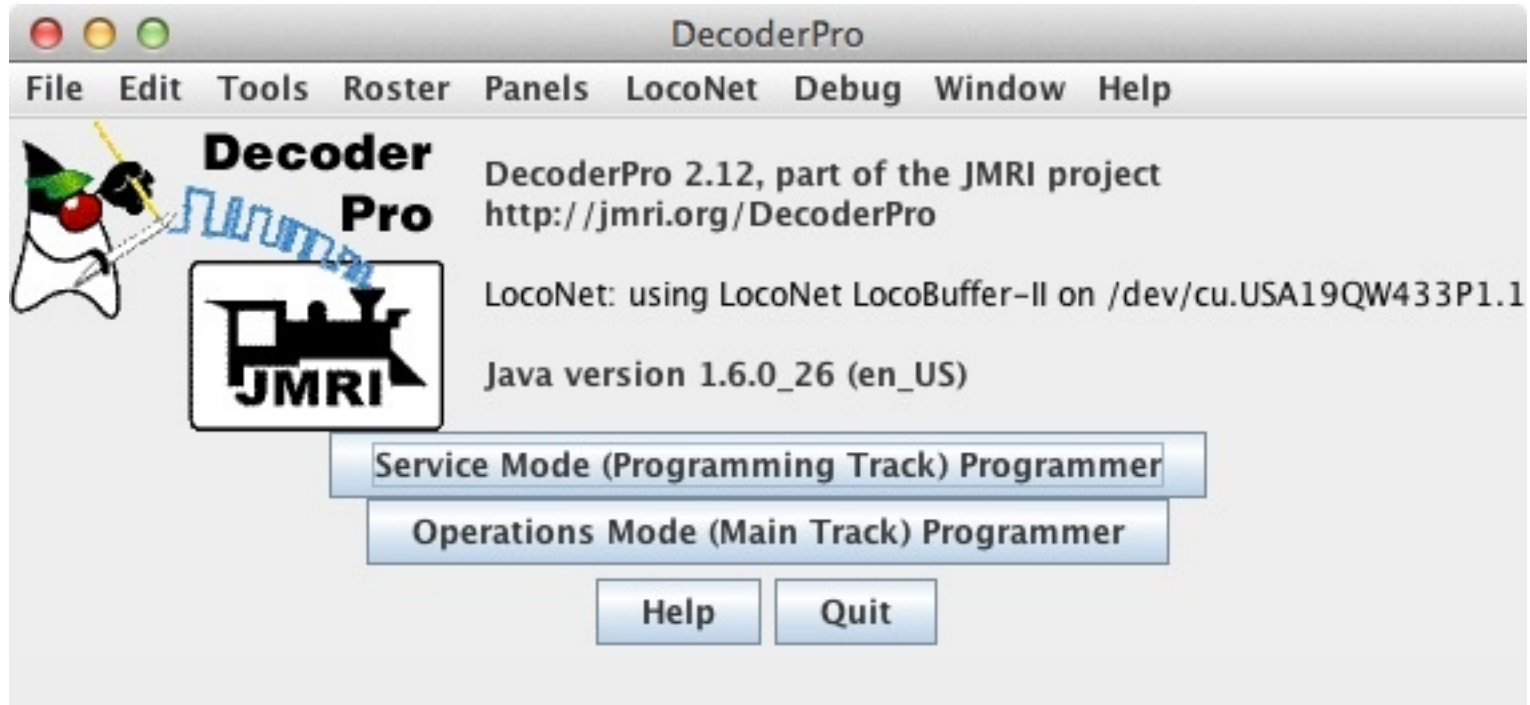 DecoderPro
File Edit Tools Roster Panels LocoNet Debug Window Help
Decoder
Pro
JMRI
DecoderPro 2.12, part of the JMRI project
http://jmri.org/DecoderPro
LocoNet: using LocoNet LocoBuffer-II on /dev/cu.USA19QW433P1.1
Java version 1.6.0_26 (en_US)
Service Mode (Programming Track) Programmer
Operations Mode (Main Track) Programmer
Help Quit